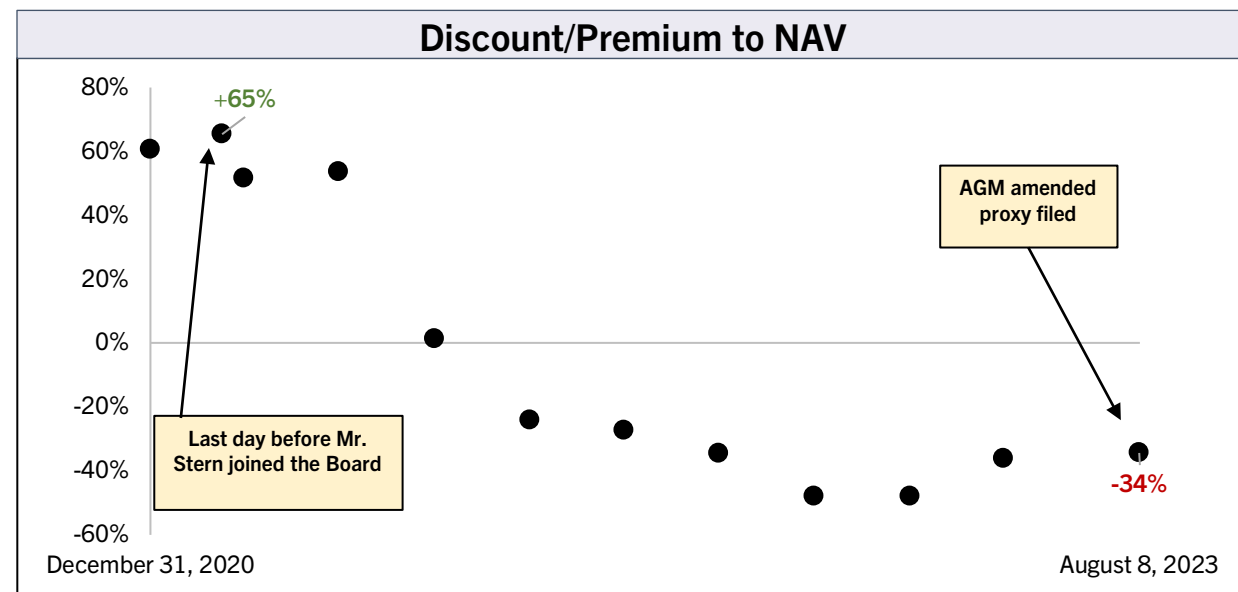 Discount/Premium to NAV
80%
+65%
60%
40%
20%
0%
-20%
-40%
-60%
AGM amended
proxy filed
Last day before Mr.
Stern joined the Board
-34%
December 31, 2020
August 8, 2023